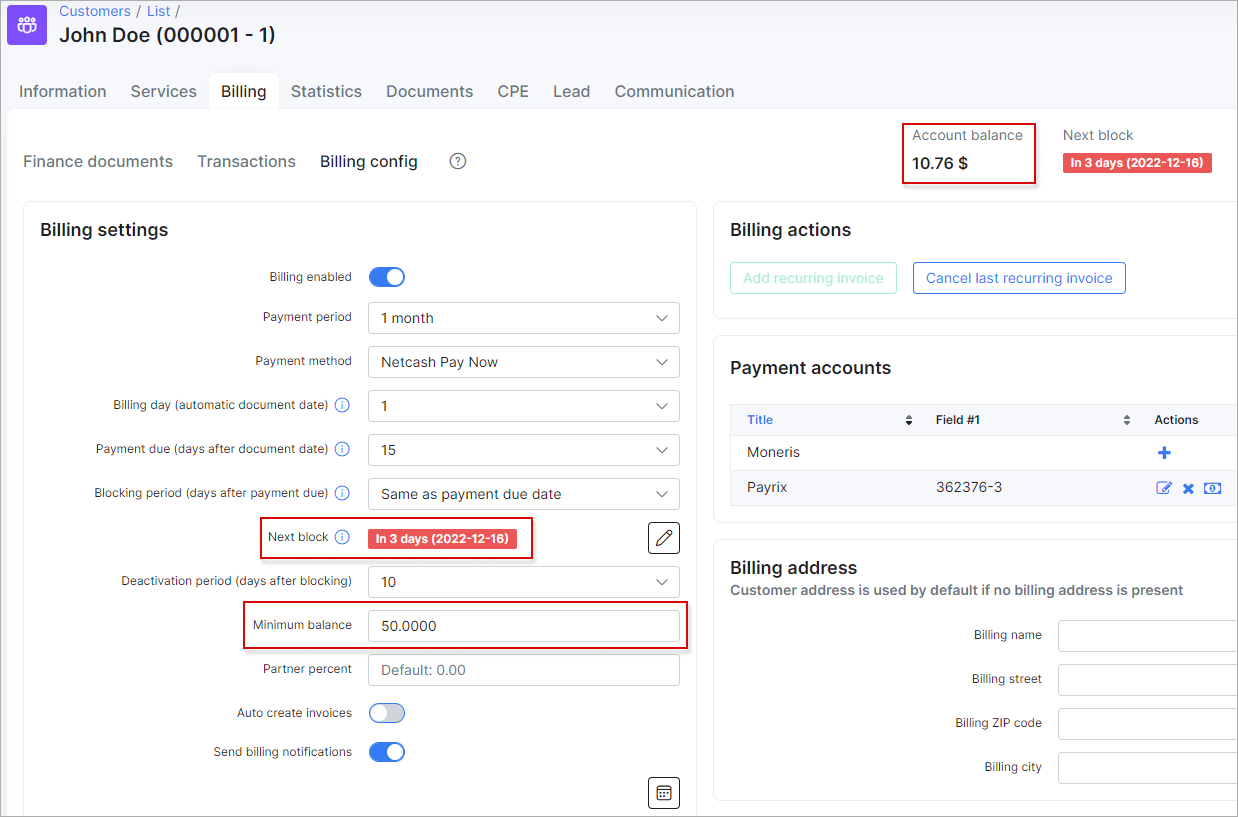 Customers / List /
John Doe (000001 - 1)
Information Services Billing Statistics Documents CPE Lead Communication
Finance documents Transactions Billing config ?
Account balance
10.76 $
Next block
In 3 days (2022-12-16)
Billing settings
Billing enabled
Payment period 1 month
Payment method Netcash Pay Now
Billing day (automatic document date) 1
Payment due (days after document date) 15
Blocking period (days after payment due) Same as payment due date
Next block In 3 days (2022-12-16)
Deactivation period (days after blocking) 10
Minimum balance 50.0000
Partner percent Default: 0.00
Auto create invoices
Send billing notifications
Billing actions
Add recurring invoice Cancel last recurring invoice
Payment accounts
Title Field #1 Actions
Moneris
Payrix 362376-3
Billing address
Customer address is used by default if no billing address is present
Billing name
Billing street
Billing ZIP code
Billing city